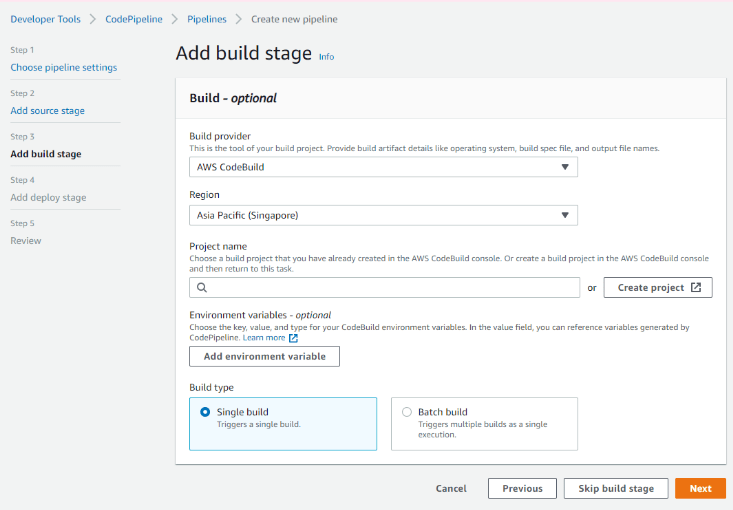 Developer Tools > CodePipeline > Pipelines > Create new pipeline
Step 1
Choose pipeline settings
Step 2
Add source stage
Step 3
Add build stage
Step 4
Add deploy stage
Step 5
Review
Add build stage Info
Build - optional
Build provider
This is the tool of your build project. Provide build artifact details like operating system, build spec file, and output file names.
AWS CodeBuild
Region
Asia Pacific (Singapore)
Project name
Choose a build project that you have already created in the AWS CodeBuild console. Or create a build project in the AWS CodeBuild console
and then return to this task.
or Create project
Environment variables - optional
Choose the key, value, and type for your CodeBuild environment variables. In the value field, you can reference variables generated by
CodePipeline. Learn more
Add environment variable
Build type
Single build
Triggers a single build.
Batch build
Triggers multiple builds as a single
execution.
Cancel Previous Skip build stage Next